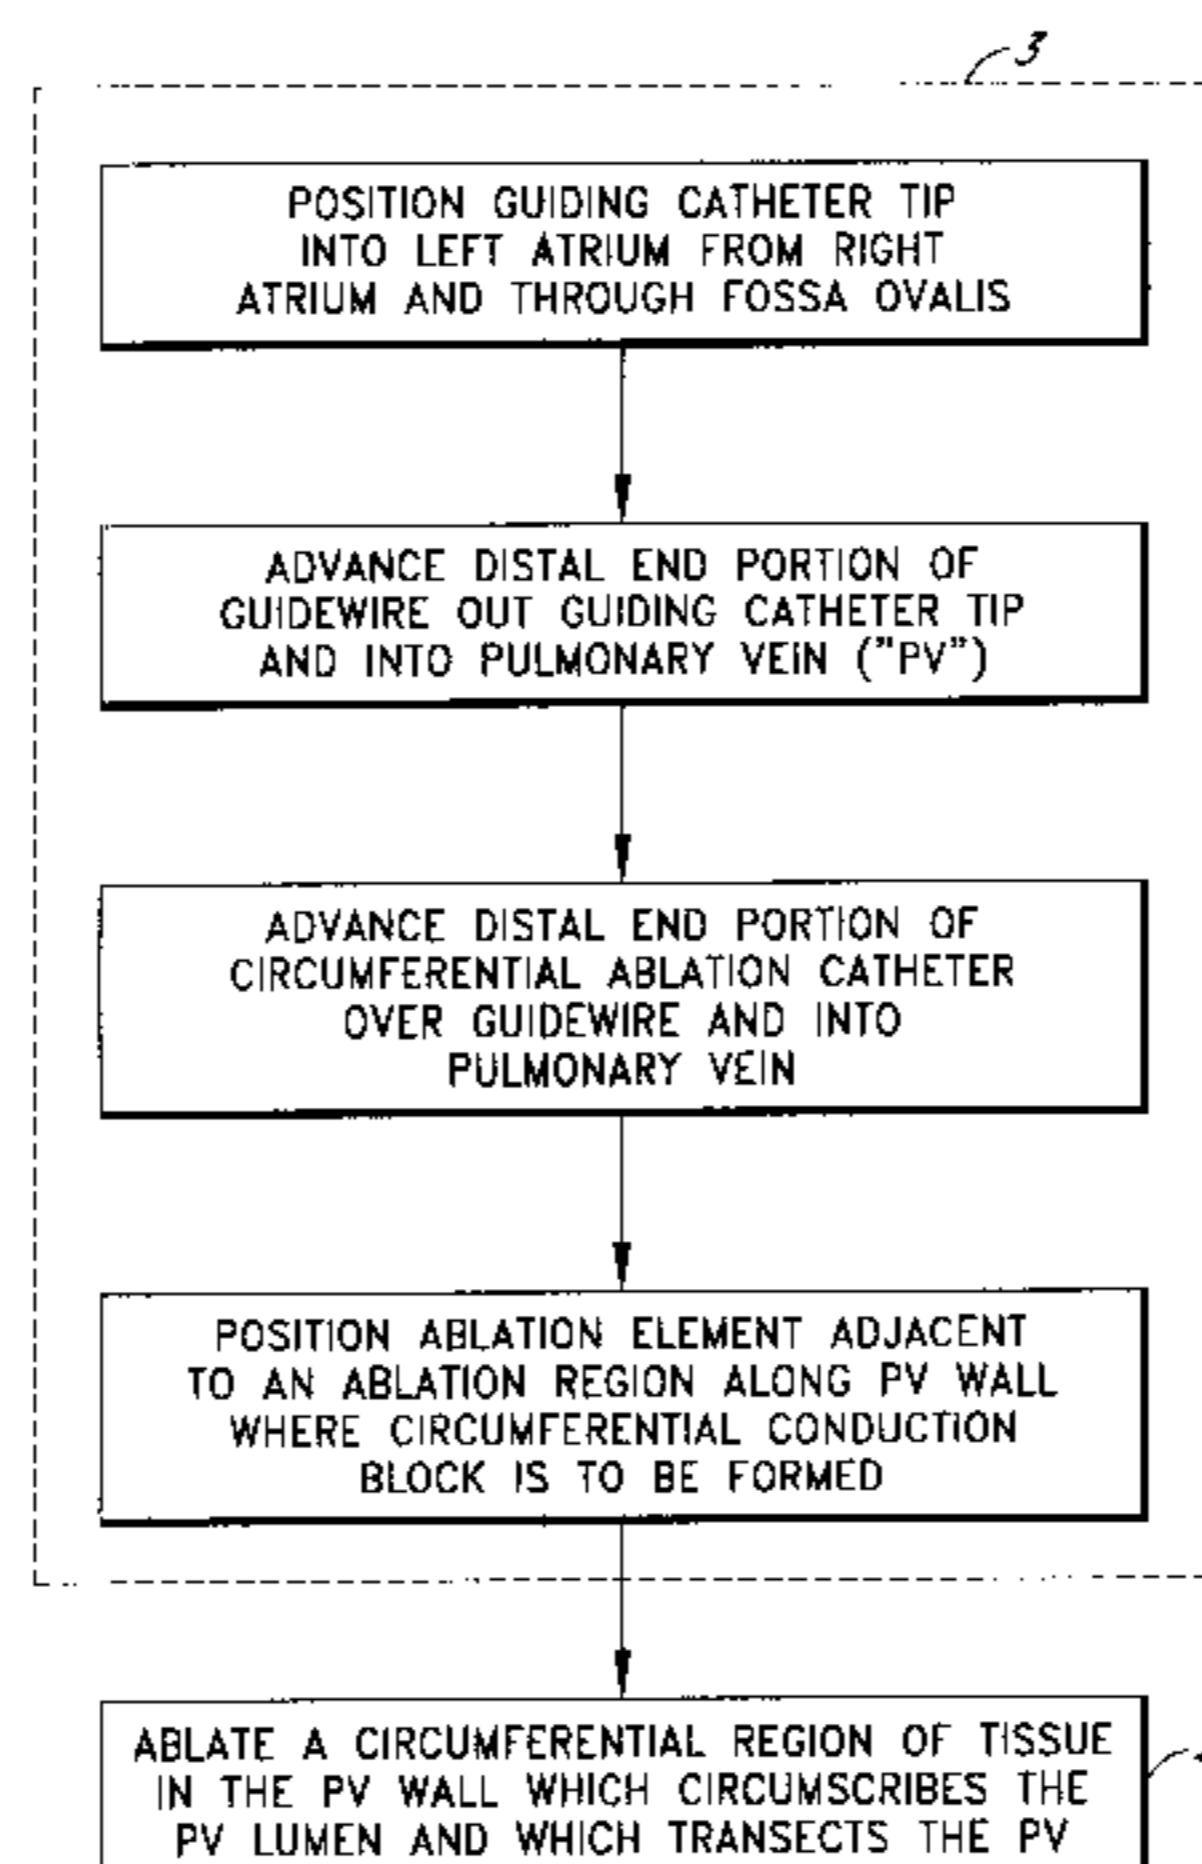 3
POSITION GUIDING CATHETER TIP
INTO LEFT ATRIUM FROM RIGHT
ATRIUM AND THROUGH FOSSA OVALIS
ADVANCE DISTAL END PORTION OF
GUIDEWIRE OUT GUIDING CATHETER TIP
AND INTO PULMONARY VEIN ("PV")
ADVANCE DISTAL END PORTION OF
CIRCUMFERENTIAL ABLATION CATHETER
OVER GUIDEWIRE AND INTO
PULMONARY VEIN
POSITION ABLATION ELEMENT ADJACENT
TO AN ABLATION REGION ALONG PV WALL
WHERE CIRCUMFERENTIAL CONDUCTION
BLOCK IS TO BE FORMED
ABLATE A CIRCUMFERENTIAL REGION OF TISSUE
IN THE PV WALL WHICH CIRCUMSCRIBES THE
PV LUMEN AND WHICH TRANSECTS THE PV